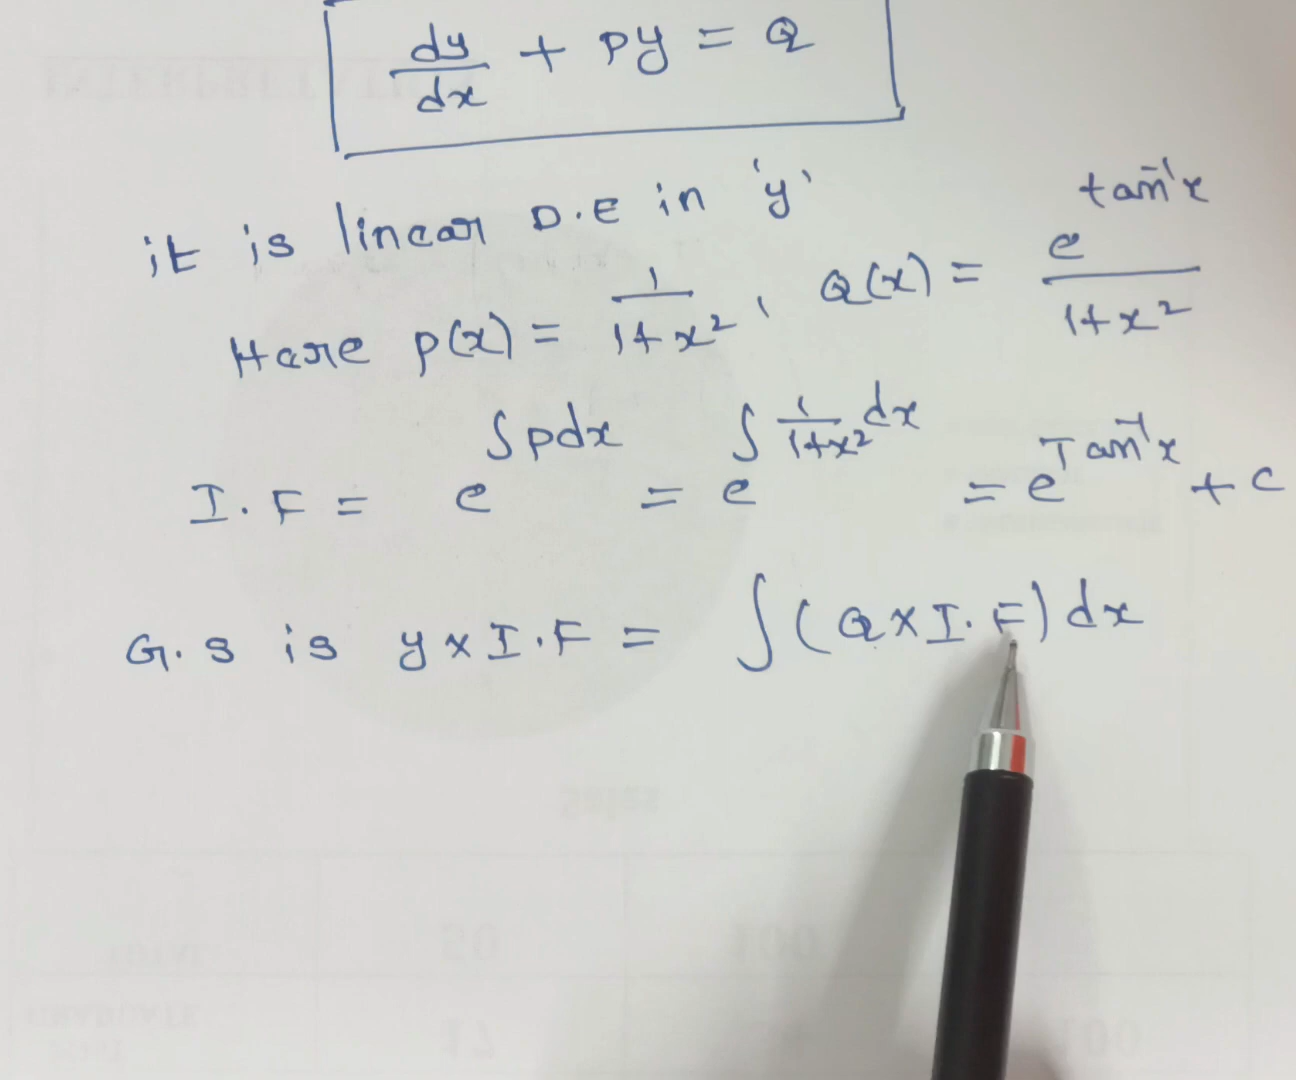 dy/dx + Py = Q
it is linear D.E in 'y'
Here p(x) = 1/1+x², Q(x) = e^tan⁻¹x/1+x²
I.F = e^∫pdx = e^∫1/1+x² dx = e^Tan⁻¹x + c
G.S is y×I.F = ∫(Q×I.F)dx